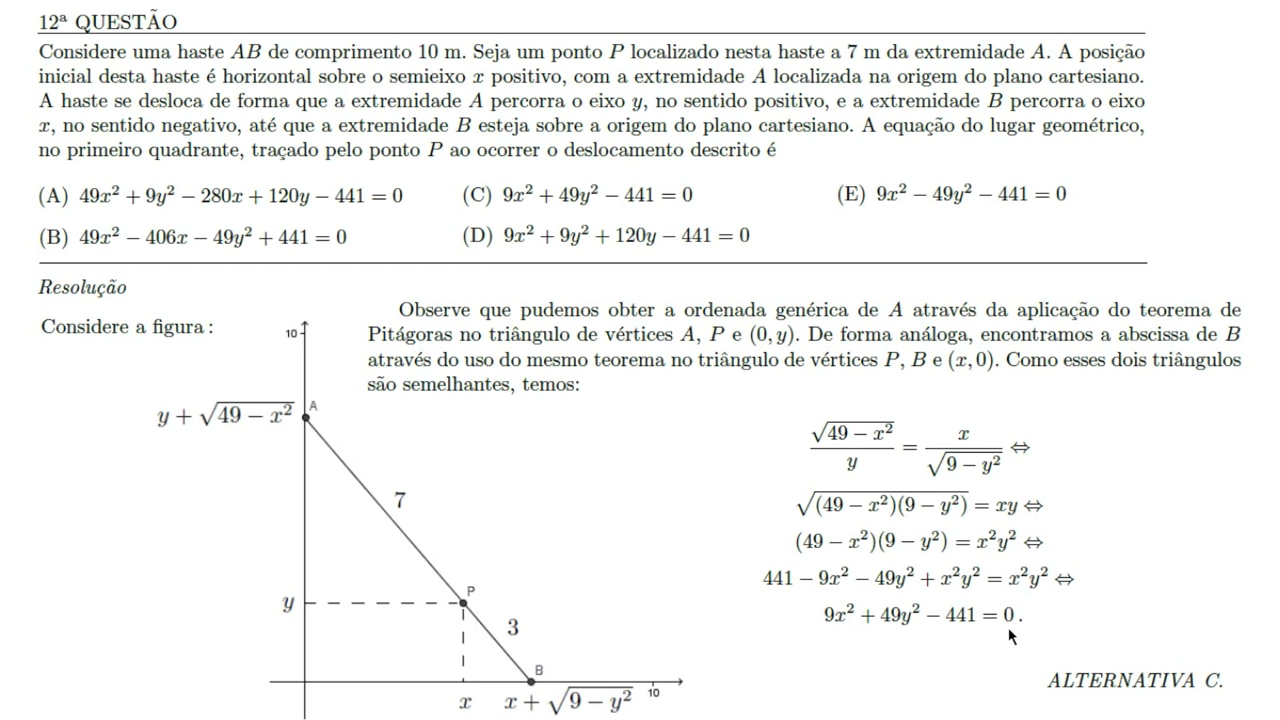 12ª QUESTÃO
Considere uma haste AB de comprimento 10 m. Seja um ponto P localizado nesta haste a 7 m da extremidade A. A posição
inicial desta haste é horizontal sobre o semieixo x positivo, com a extremidade A localizada na origem do plano cartesiano.
A haste se desloca de forma que a extremidade A percorra o eixo y, no sentido positivo, e a extremidade B percorra o eixo
x, no sentido negativo, até que a extremidade B esteja sobre a origem do plano cartesiano. A equação do lugar geométrico,
no primeiro quadrante, traçado pelo ponto P ao ocorrer o deslocamento descrito é
(A) 49x² + 9y² − 280x + 120y − 441 = 0 (C) 9x² + 49y² − 441 = 0 (E) 9x² − 49y² − 441 = 0
(B) 49x² − 406x − 49y² + 441 = 0 (D) 9x² + 9y² + 120y − 441 = 0
Resolução
Considere a figura :
Observe que pudemos obter a ordenada genérica de A através da aplicação do teorema de
Pitágoras no triângulo de vértices A, P e (0, y). De forma análoga, encontramos a abscissa de B
através do uso do mesmo teorema no triângulo de vértices P, B e (x, 0). Como esses dois triângulos
são semelhantes, temos:
10
y + √(49 − x²)
A
7
P
y
3
B
x
x + √(9 − y²)
10
√(49 − x²)/y = x/√(9 − y²) ⇔
√((49 − x²)(9 − y²)) = xy ⇔
(49 − x²)(9 − y²) = x²y² ⇔
441 − 9x² − 49y² + x²y² = x²y² ⇔
9x² + 49y² − 441 = 0 .
ALTERNATIVA C.